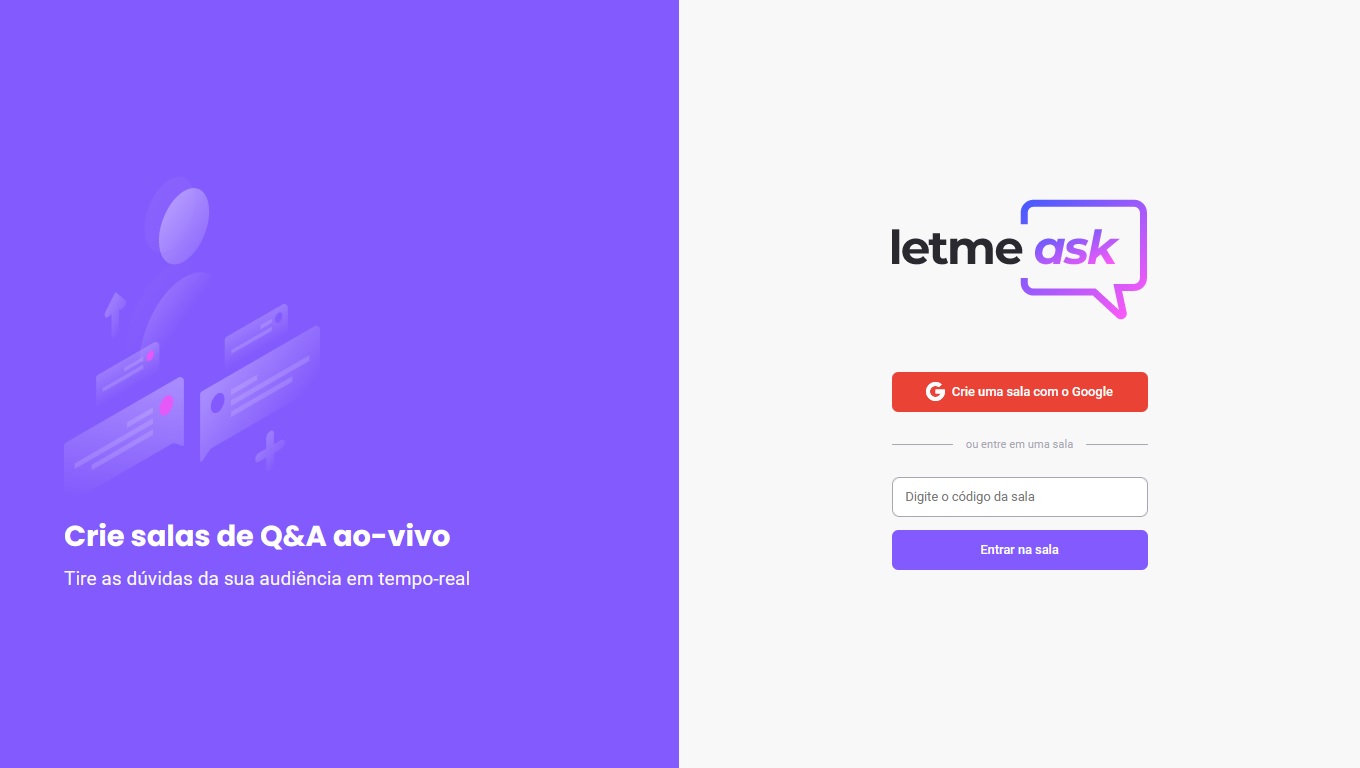 Crie salas de Q&A ao-vivo
Tire as dúvidas da sua audiência em tempo-real
letme ask
Crie uma sala com o Google
ou entre em uma sala
Digite o código da sala
Entrar na sala